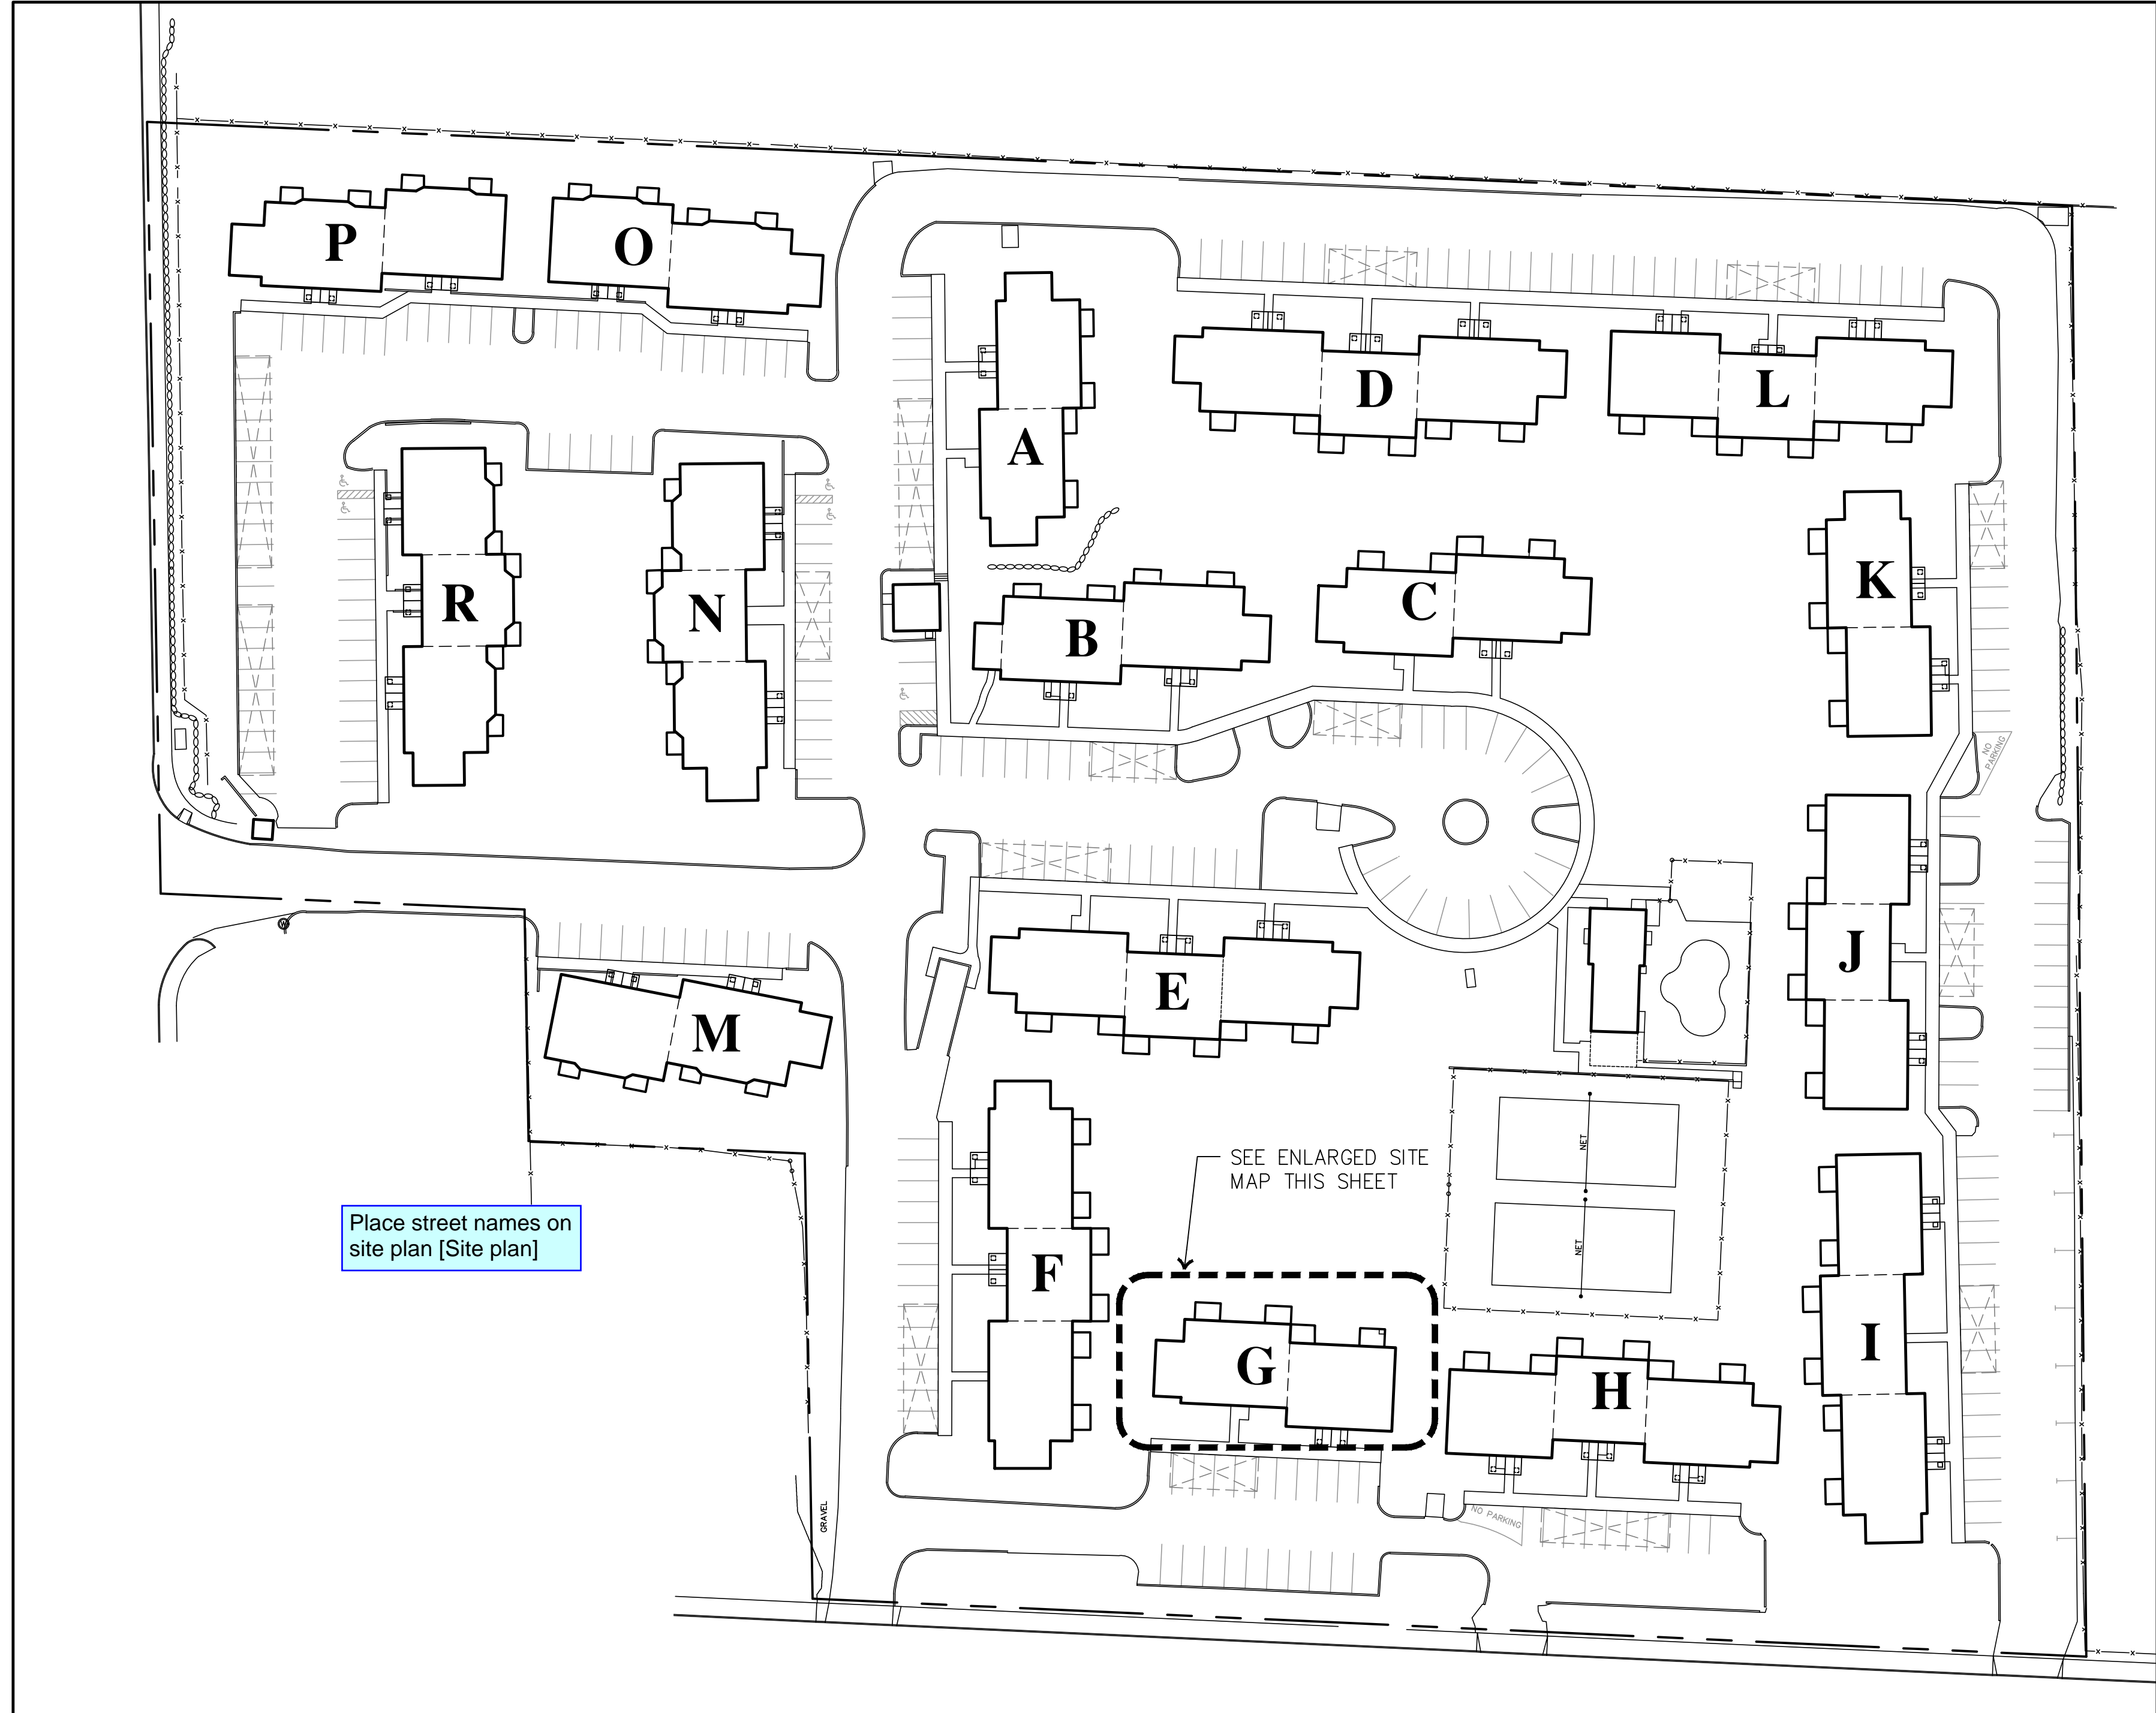 P
O
A
D
L
R
N
B
C
K
NO
PARKING
E
J
M
SEE ENLARGED SITE
MAP THIS SHEET
NET
NET
Place street names on
site plan [Site plan]
F
G
H
I
GRAVEL
NO PARKING
W